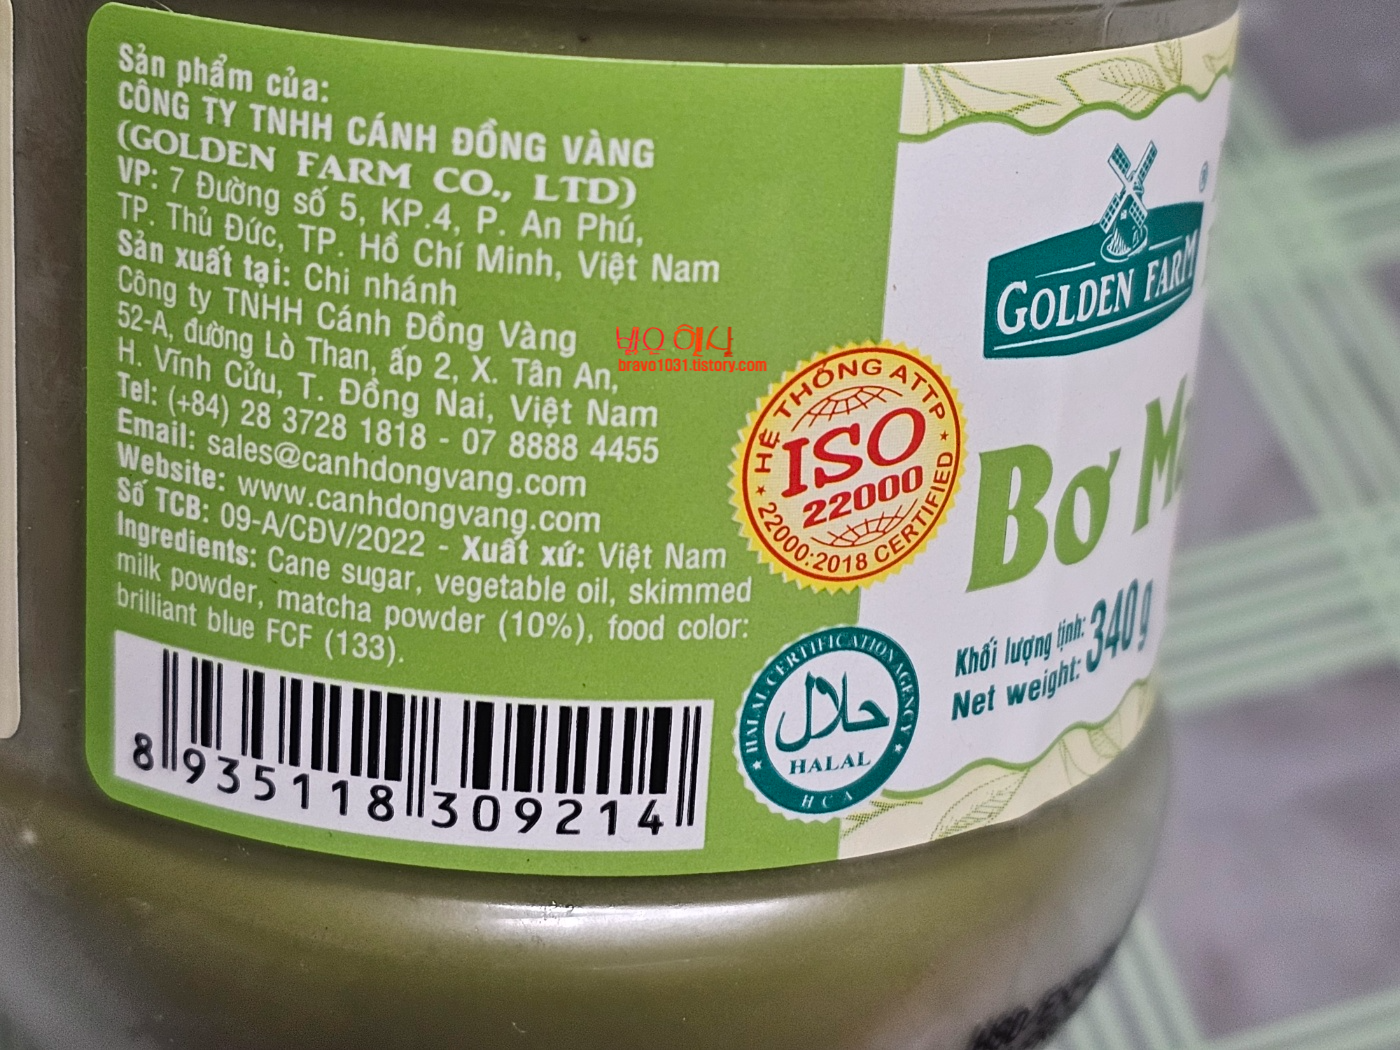 Sản phẩm của:
CÔNG TY TNHH CÁNH ĐỒNG VÀNG
(GOLDEN FARM CO., LTD)
VP: 7 Đường số 5, KP.4, P. An Phú,
TP. Thủ Đức, TP. Hồ Chí Minh, Việt Nam
Sản xuất tại: Chi nhánh
Công ty TNHH Cánh Đồng Vàng
52-A, đường Lò Than, ấp 2, X. Tân An,
H. Vĩnh Cửu, T. Đồng Nai, Việt Nam
Tel: (+84) 28 3728 1818 - 07 8888 4455
Email: sales@canhdongvang.com
Website: www.canhdongvang.com
Số TCB: 09-A/CĐV/2022 - Xuất xứ: Việt Nam
Ingredients: Cane sugar, vegetable oil, skimmed
milk powder, matcha powder (10%), food color:
brilliant blue FCF (133).
8 935118 309214
bravo1031.tistory.com
HỆ THỐNG ATTP
ISO
22000
22000:2018 CERTIFIED
HALAL CERTIFICATION AGENCY
حلال
HALAL
HCA
®
GOLDEN FARM
Bơ
Khối lượng tịnh:
Net weight: 340 g